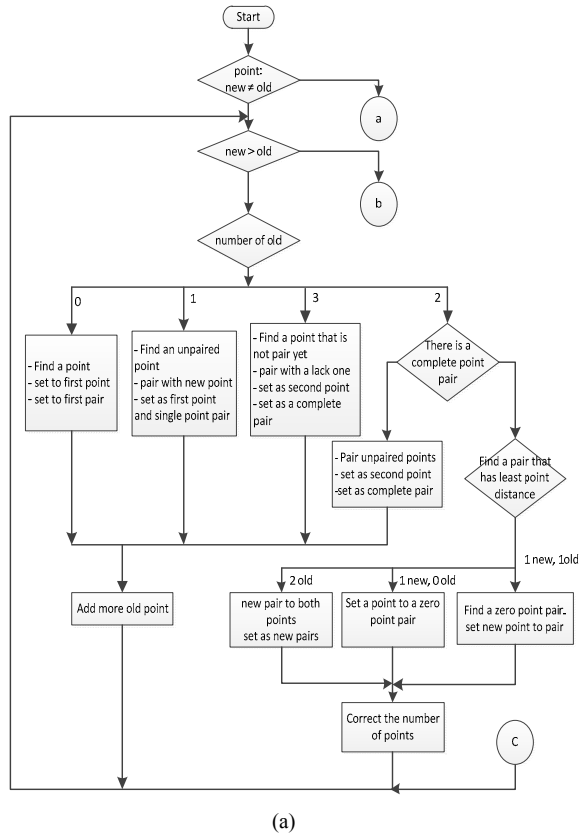 Start
point:
new ≠ old
a
new > old
b
number of old
0
1
3
2
- Find a point
- set to first point
- set to first pair
- Find an unpaired
point
- pair with new point
- set as first point
and single point pair
- Find a point that is
not pair yet
- pair with a lack one
- set as second point
- set as a complete
pair
There is a
complete point
pair
- Pair unpaired points
- set as second point
-set as complete pair
Find a pair that
has least point
distance
1 new, 1old
2 old
1 new, 0 old
Add more old point
new pair to both
points
set as new pairs
Set a point to a zero
point pair
Find a zero point pair-
set new point to pair
Correct the number
of points
C
(a)